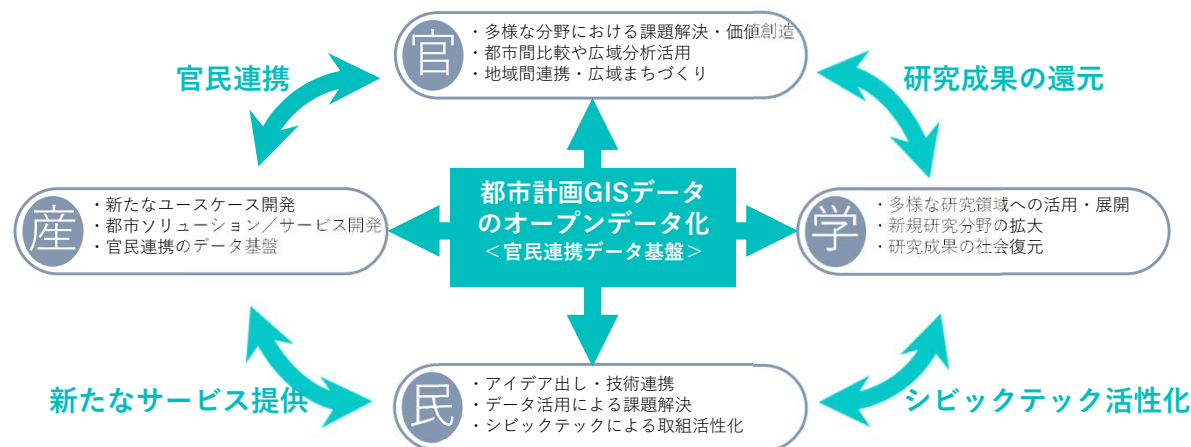 官
・多様な分野における課題解決・価値創造
・都市間比較や広域分析活用
・地域間連携・広域まちづくり
官民連携
研究成果の還元
産
・新たなユースケース開発
・都市ソリューション／サービス開発
・官民連携のデータ基盤
都市計画GISデータ
のオープンデータ化
＜官民連携データ基盤＞
学
・多様な研究領域への活用・展開
・新規研究分野の拡大
・研究成果の社会復元
新たなサービス提供
民
・アイデア出し・技術連携
・データ活用による課題解決
・シビックテックによる取組活性化
シビックテック活性化